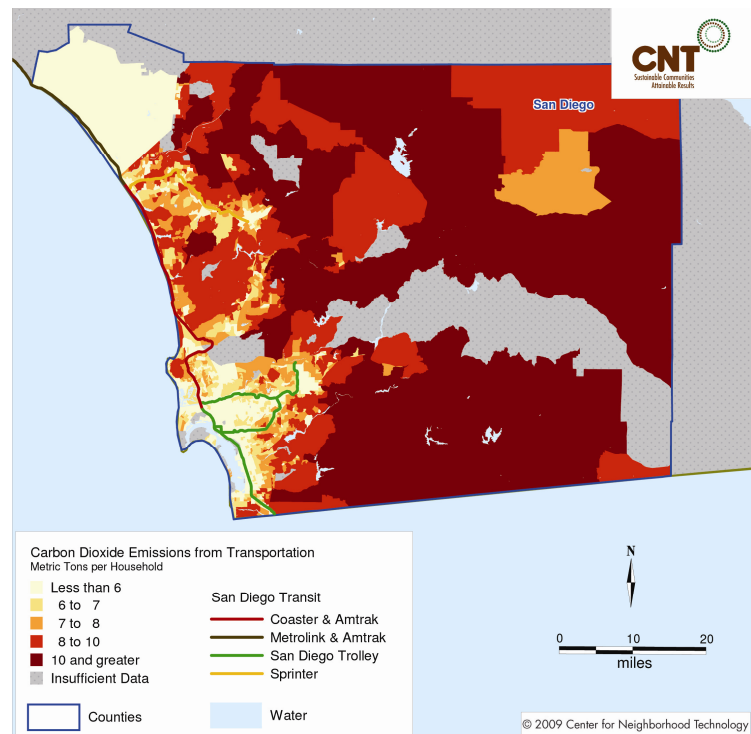 CNT
Sustainable Communities
Attainable Results
San Diego
Carbon Dioxide Emissions from Transportation
Metric Tons per Household
Less than 6
6 to 7
7 to 8
8 to 10
10 and greater
Insufficient Data
San Diego Transit
Coaster & Amtrak
Metrolink & Amtrak
San Diego Trolley
Sprinter
Counties
Water
N
0 10 20
miles
© 2009 Center for Neighborhood Technology